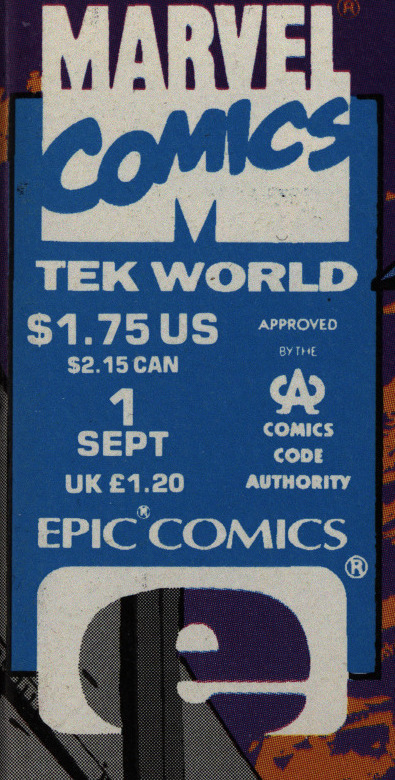 MARVEL®
COMICS
M
TEK WORLD
$1.75 US
$2.15 CAN
1
SEPT
UK £1.20
APPROVED
BY THE
CA
COMICS
CODE
AUTHORITY
EPIC® COMICS
e®